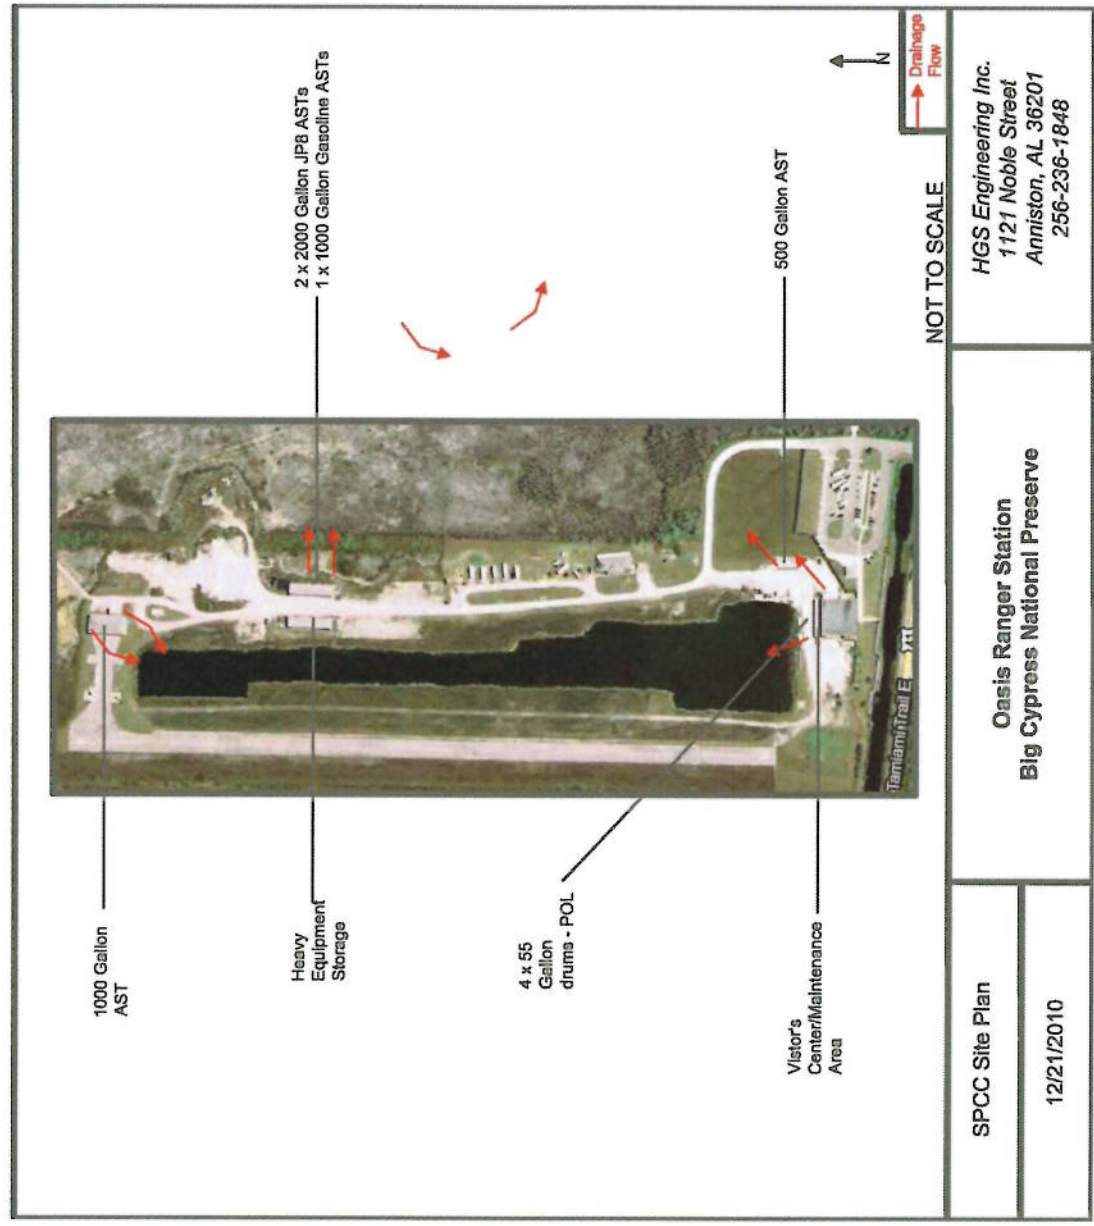 1000 Gallon
AST
Heavy
Equipment
Storage
4 x 55
Gallon
drums - POL
Vistor's
Center/Maintenance
Area
2 x 2000 Gallon JP8 ASTs
1 x 1000 Gallon Gasoline ASTs
500 Gallon AST
Tamiami Trail E
N
Drainage
Flow
NOT TO SCALE
SPCC Site Plan
12/21/2010
Oasis Ranger Station
Big Cypress National Preserve
HGS Engineering Inc.
1121 Noble Street
Anniston, AL 36201
256-236-1848